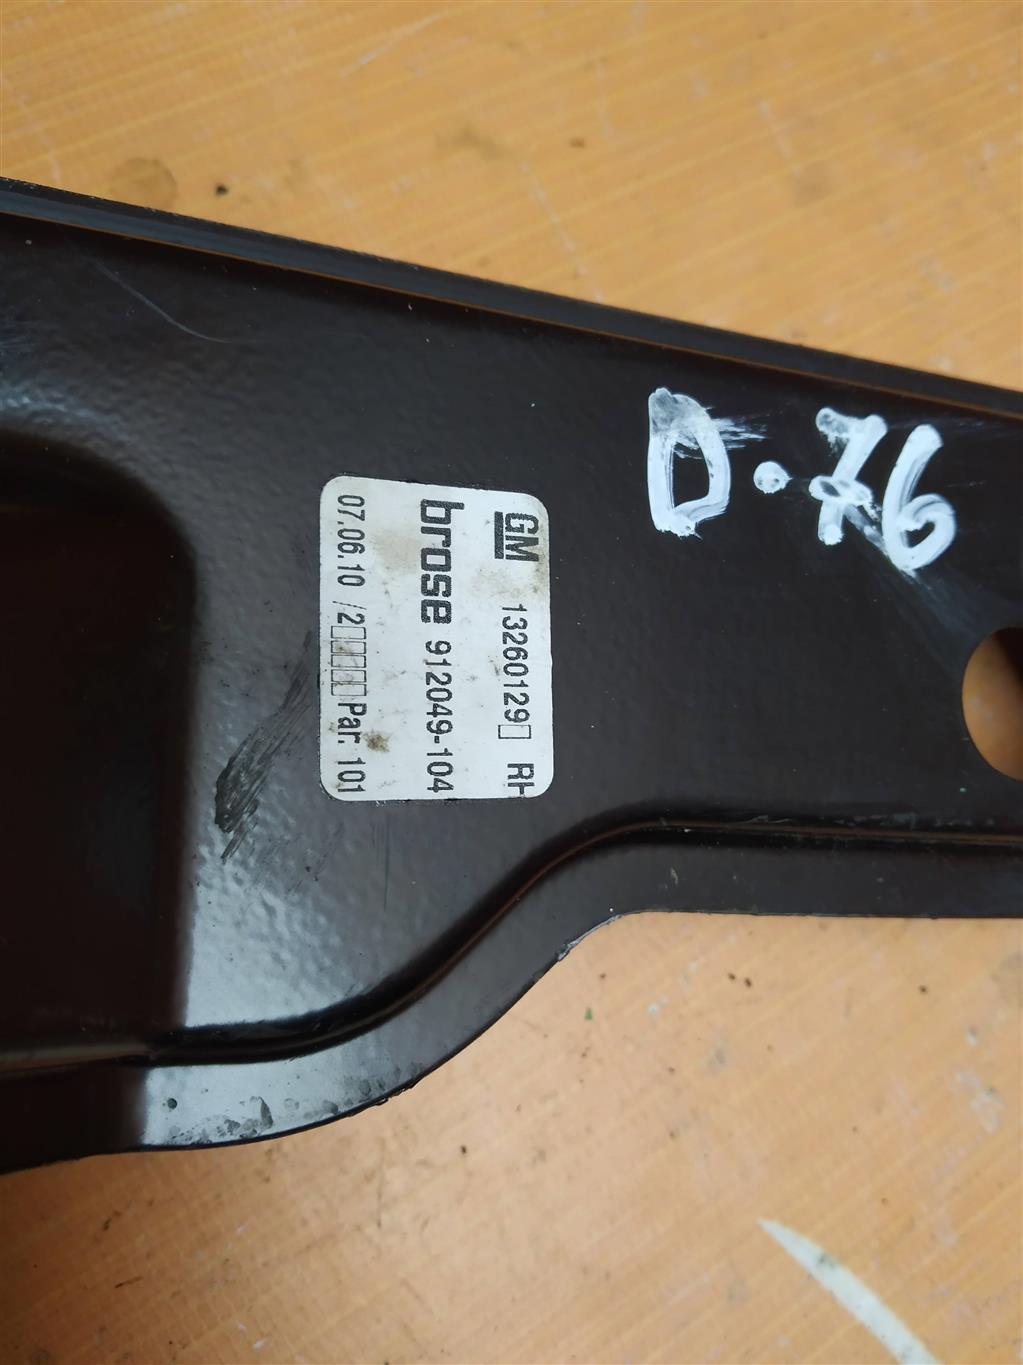 GM 13260129□ RH
brose 912049-104
07.06.10 /2□□□□Par. 101
D.76